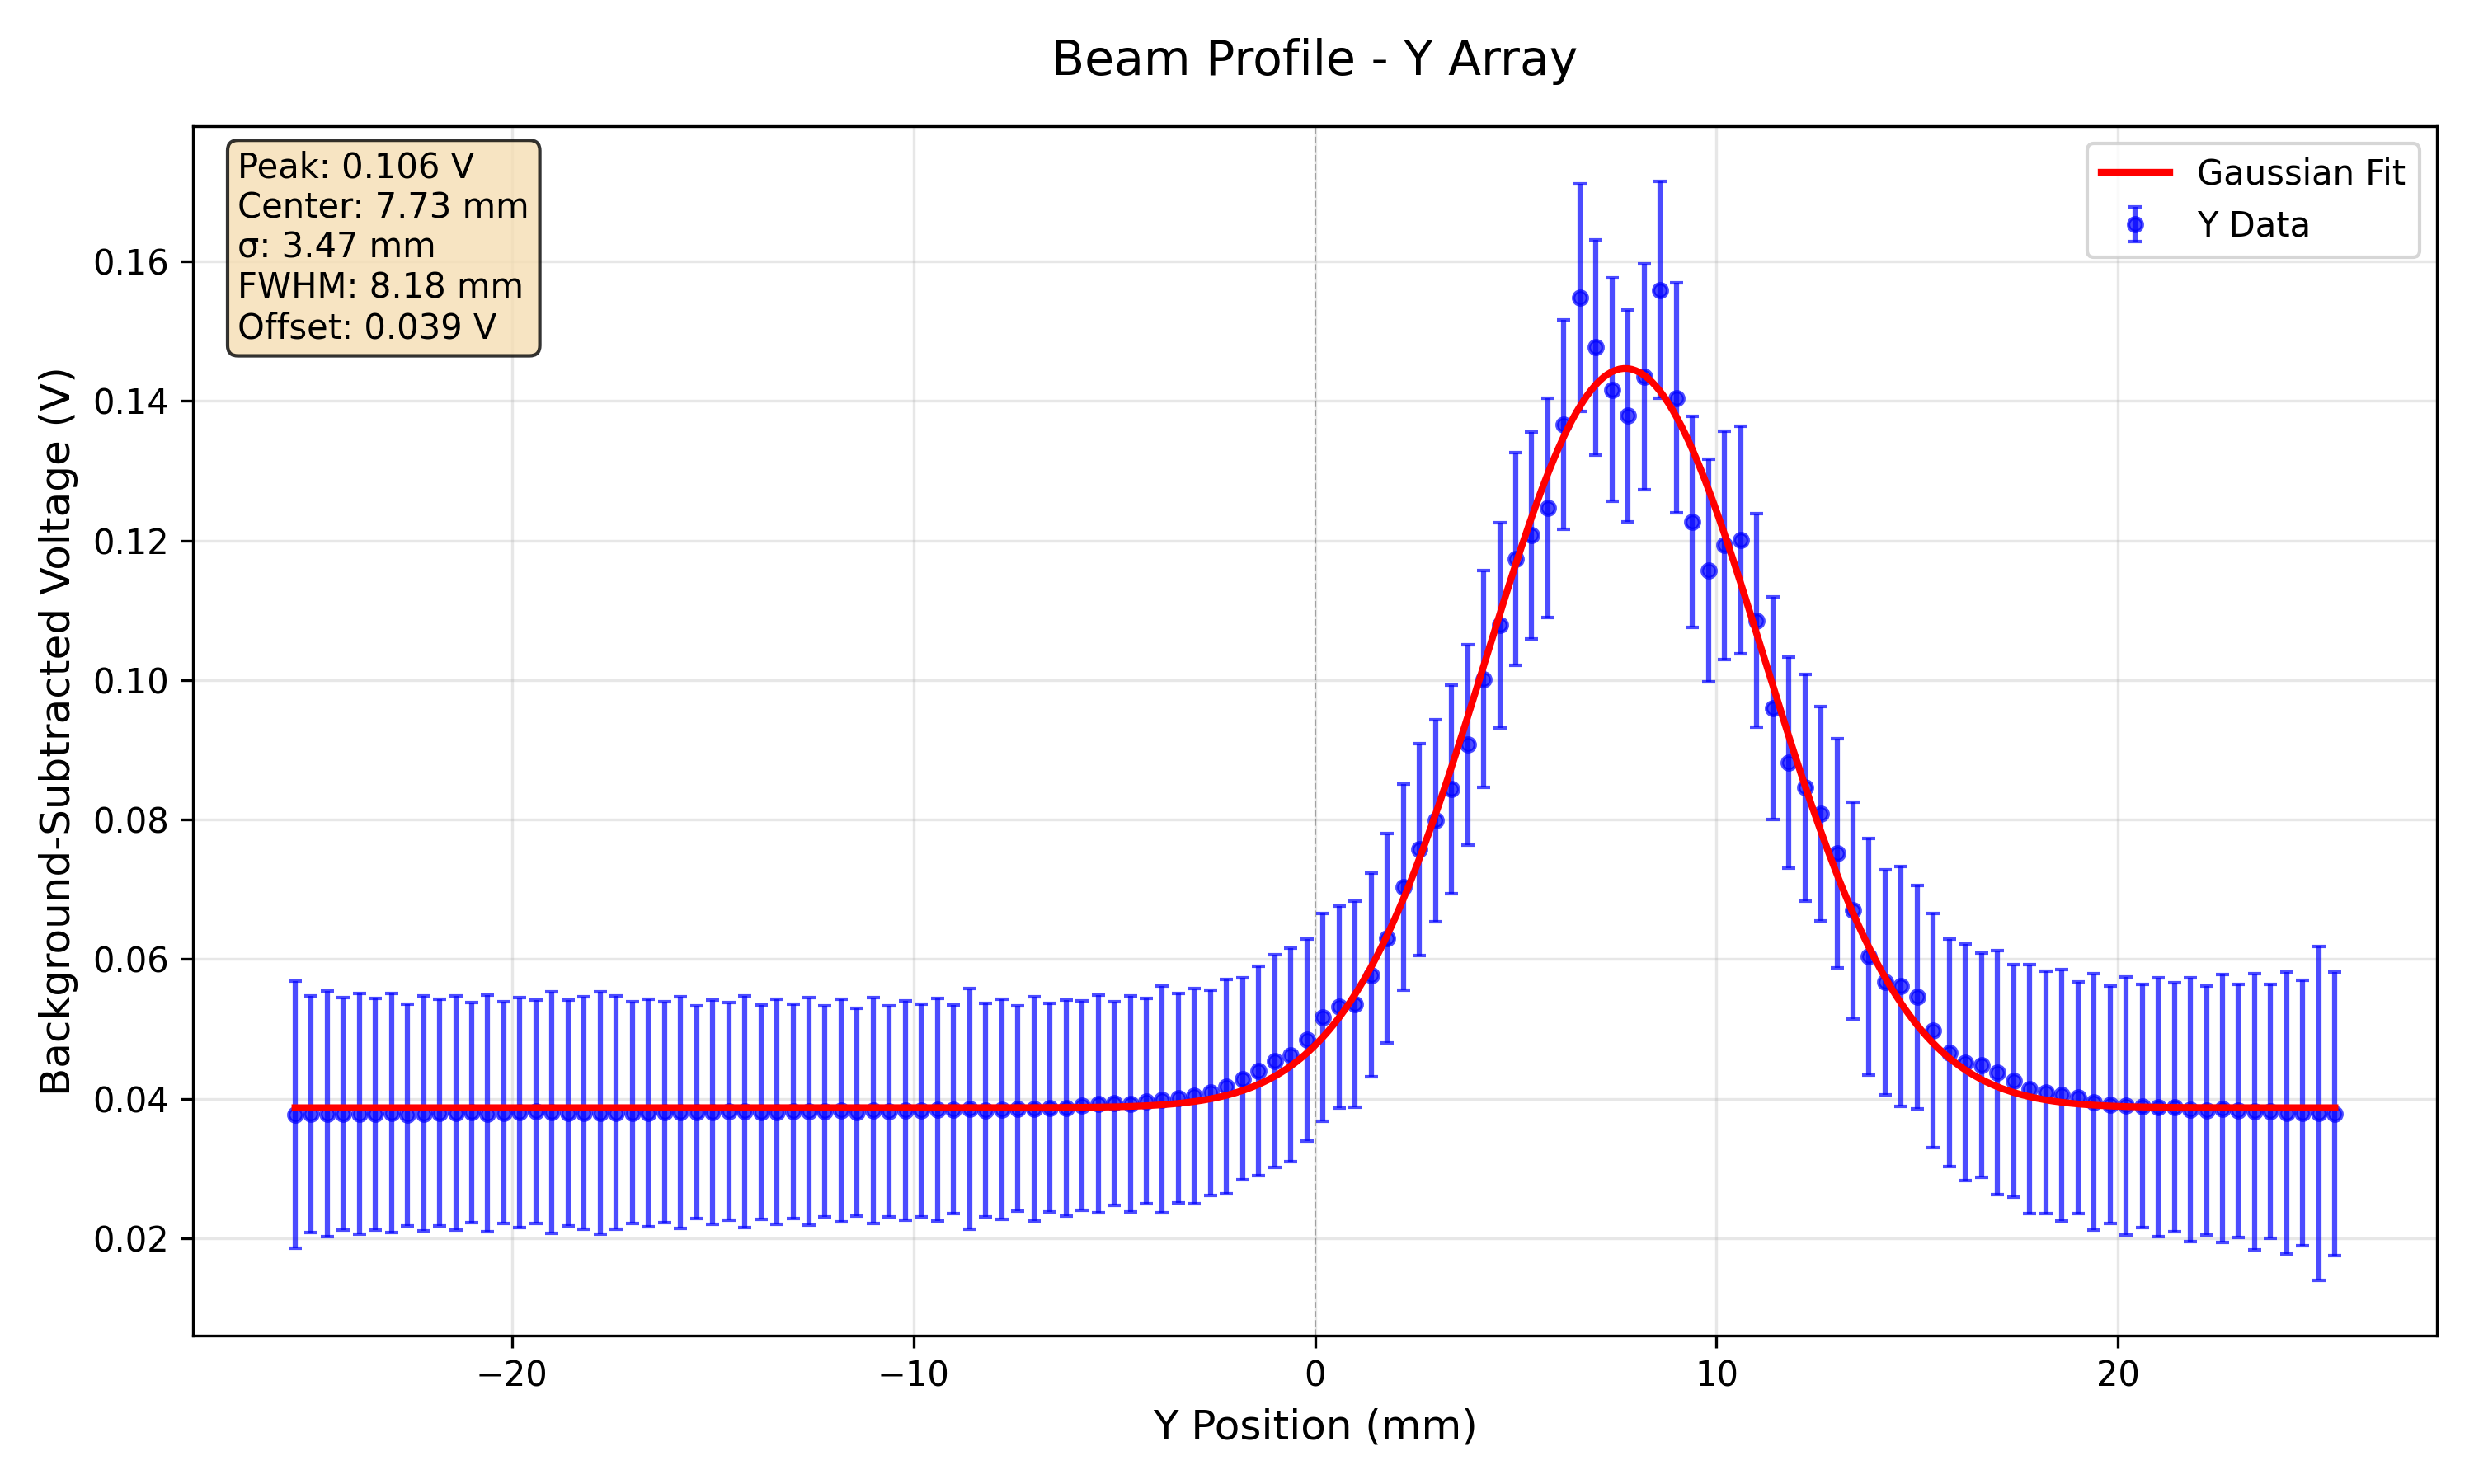 Beam Profile - Y Array
Peak: 0.106 V
Center: 7.73 mm
σ: 3.47 mm
FWHM: 8.18 mm
Offset: 0.039 V
Gaussian Fit
Y Data
Background-Subtracted Voltage (V)
0.16
0.14
0.12
0.10
0.08
0.06
0.04
0.02
−20
−10
0
10
20
Y Position (mm)